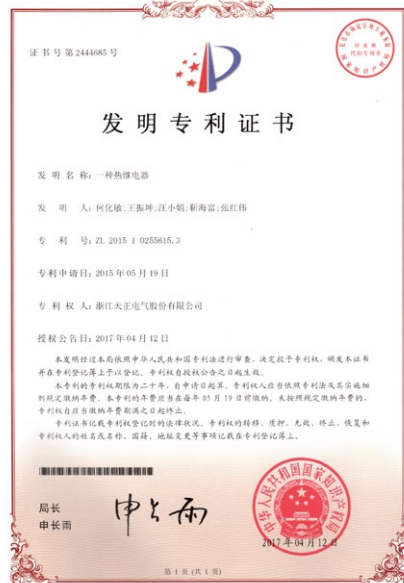 证书号第2444685号
发明专利证书
发 明 名 称：一种热继电器
发 明 人：何化敏;王振坤;汪小娟;靳海富;张红伟
专 利 号：ZL 2015 1 0255615.3
专利申请日：2015年05月19日
专 利 权 人：浙江天正电气股份有限公司
授权公告日：2017年04月12日
本发明经过本局依照中华人民共和国专利法进行审查，决定授予专利权，颁发本证书
并在专利登记簿上予以登记。专利权自授权公告之日起生效。
本专利的专利权期限为二十年，自申请日起算。专利权人应当依照专利法及其实施细
则规定缴纳年费。本专利的年费应当在每年05月19日前缴纳。未按照规定缴纳年费的，
专利权自应当缴纳年费期满之日起终止。
专利证书记载专利权登记时的法律状况。专利权的转移、质押、无效、终止、恢复和
专利权人的姓名或名称、国籍、地址变更等事项记载在专利登记簿上。
局长
申长雨
申长雨
中华人民共和国国家知识产权局
2017年04月12日
第 1 页 (共 1 页)